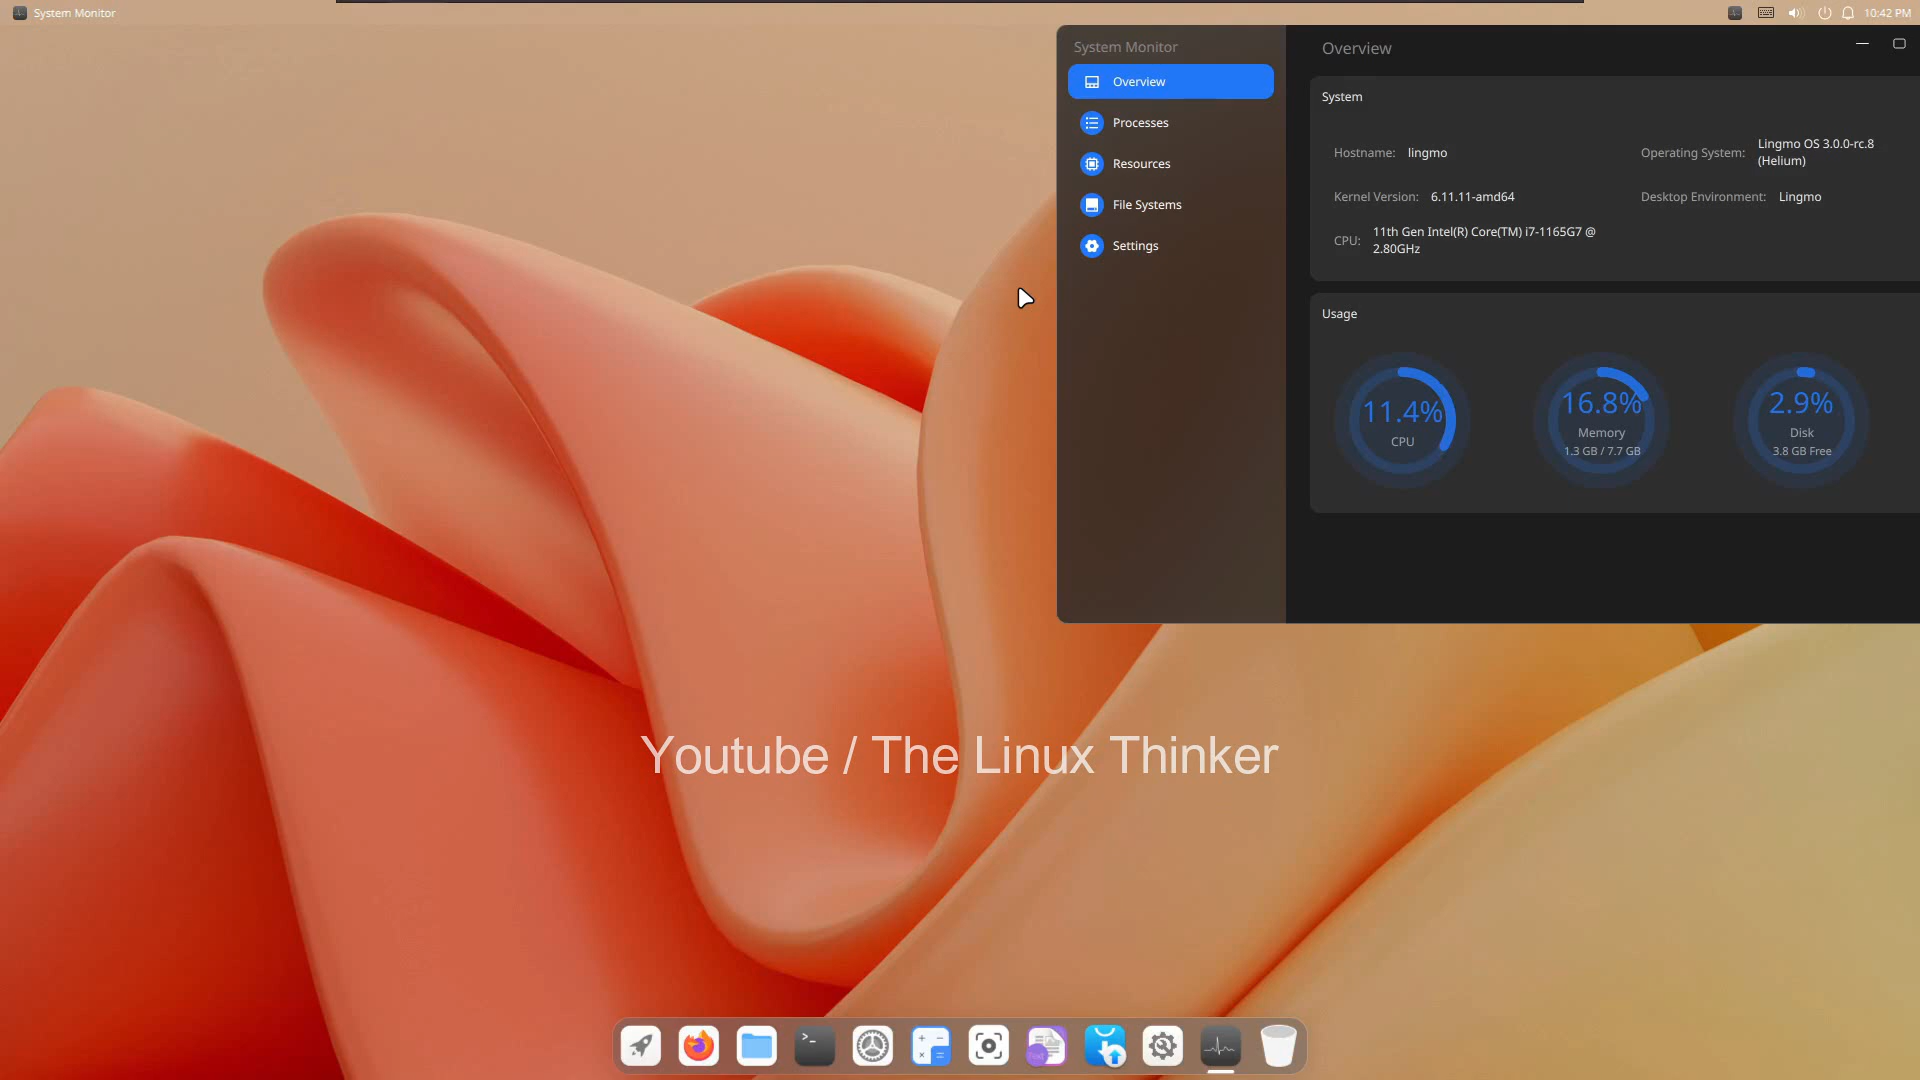 System Monitor
10:42 PM
System Monitor
Overview
Processes
Resources
File Systems
Settings
Overview
System
Hostname: lingmo
Operating System: Lingmo OS 3.0.0-rc.8
(Helium)
Kernel Version: 6.11.11-amd64
Desktop Environment: Lingmo
CPU: 11th Gen Intel(R) Core(TM) i7-1165G7 @
2.80GHz
Usage
11.4%
CPU
16.8%
Memory
1.3 GB / 7.7 GB
2.9%
Disk
3.8 GB Free
Youtube / The Linux Thinker
>_
Text